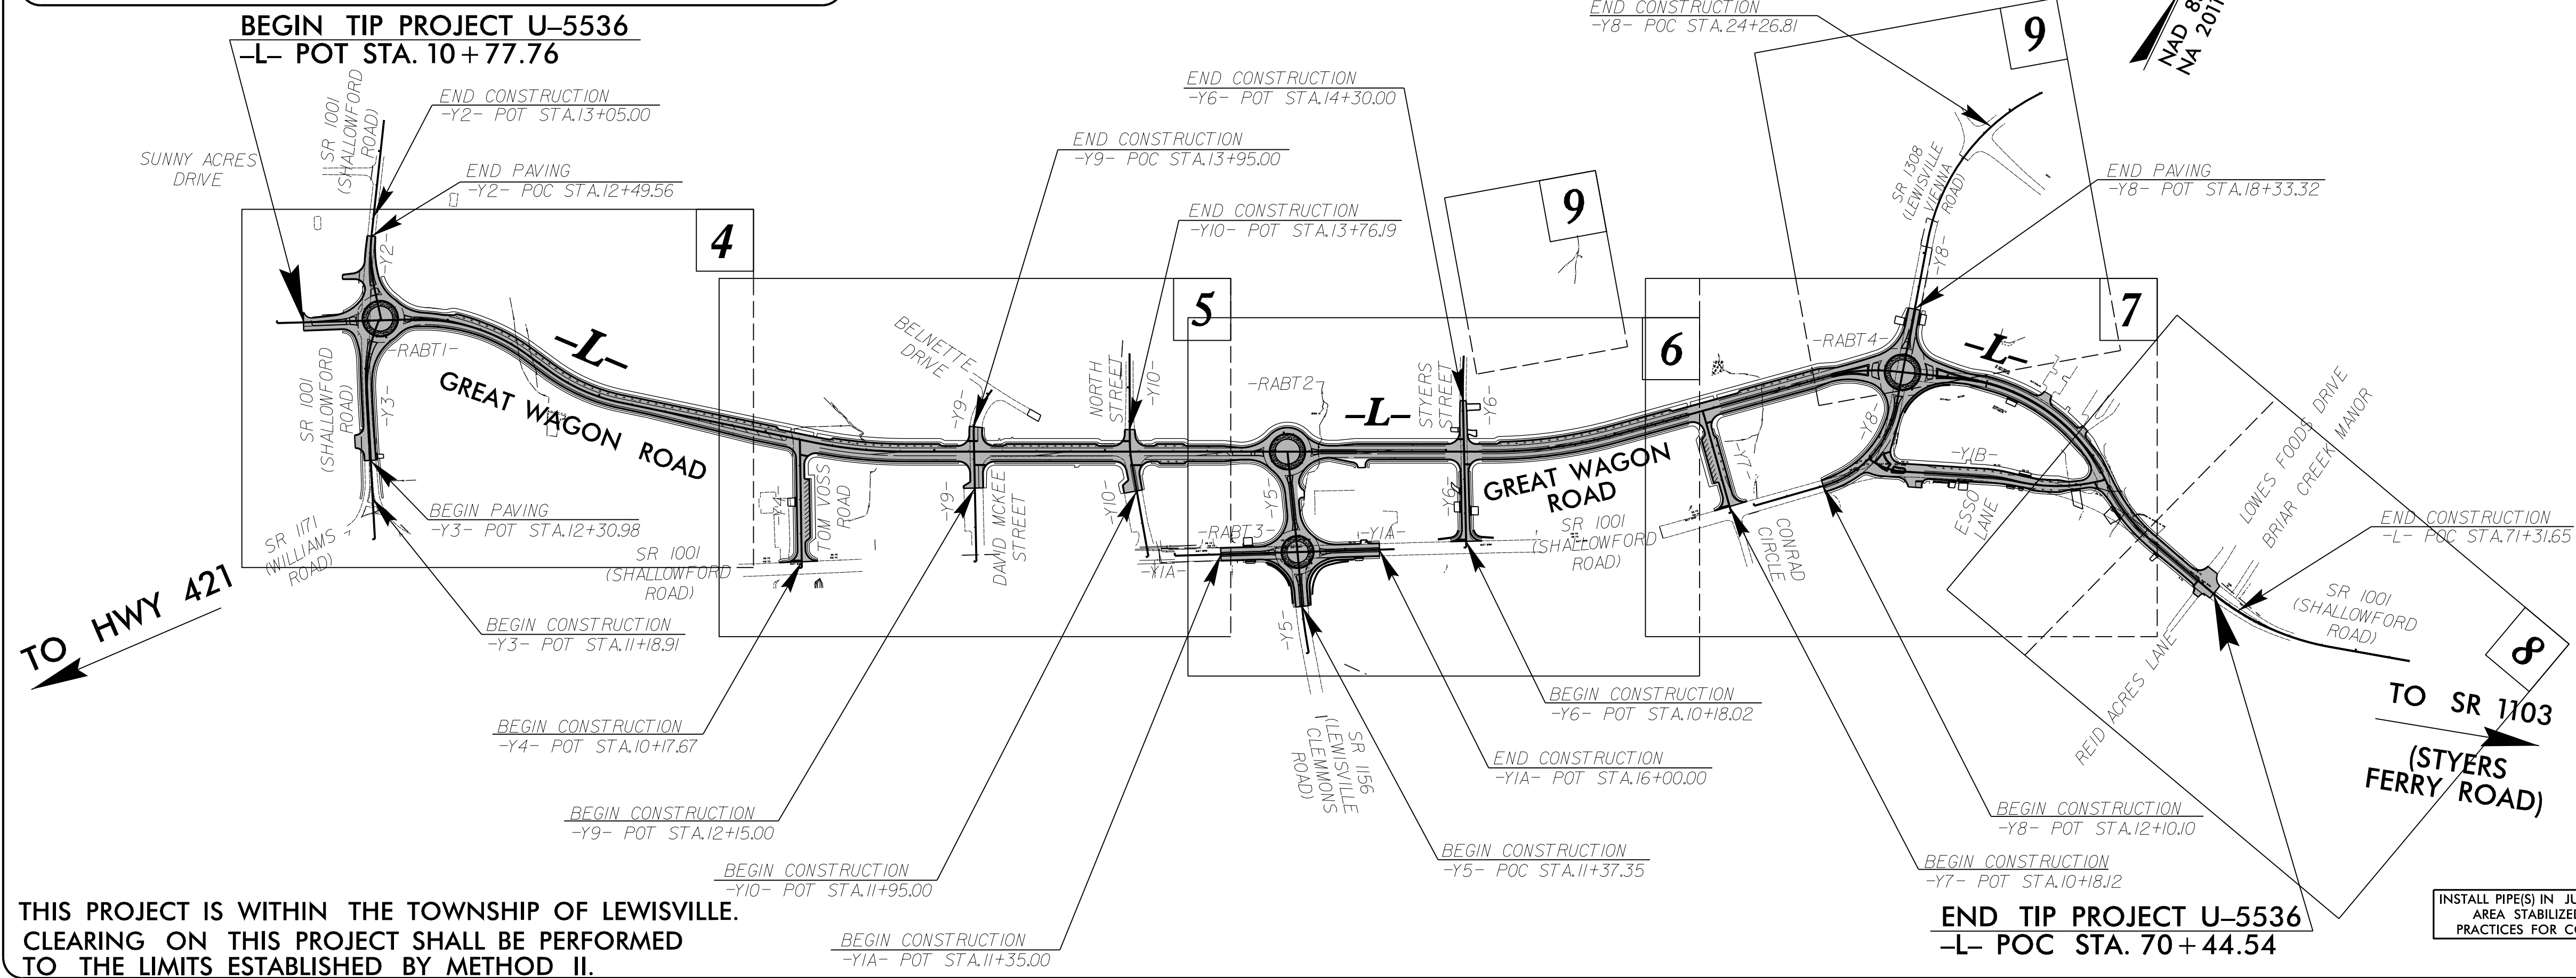 BEGIN TIP PROJECT U–5536
–L– POT STA. 10+77.76
END CONSTRUCTION
-Y8- POC STA.24+26.81
9
NAD 8
NA 2011
SR 1001
(SHALLOWFORD
ROAD)
END CONSTRUCTION
-Y2- POT STA.13+05.00
SUNNY ACRES
DRIVE
END PAVING
-Y2- POC STA.12+49.56
END CONSTRUCTION
-Y6- POT STA.14+30.00
END CONSTRUCTION
-Y9- POC STA.13+95.00
END CONSTRUCTION
-Y10- POT STA.13+76.19
9
SR 1308
(LEWISVILLE
VIENNA
ROAD)
END PAVING
-Y8- POT STA.18+33.32
4
5
6
7
8
-Y2-
-RABT1-
–L–
GREAT WAGON ROAD
SR 1001
(SHALLOWFORD
ROAD)
-Y3-
BEGIN PAVING
-Y3- POT STA.12+30.98
SR 1171
(WILLIAMS
ROAD)
TO HWY 421
BEGIN CONSTRUCTION
-Y3- POT STA.11+18.91
SR 1001
(SHALLOWFORD
ROAD)
-Y4-
TOM VOSS
ROAD
BELNETTE
DRIVE
-Y9-
-Y9-
DAVID MCKEE
STREET
NORTH
STREET
-Y10-
-Y10-
-Y1A-
-RABT2-
–L–
-Y5-
-RABT3-
-Y1A-
-Y5-
STYERS
STREET
-Y6-
-Y6-
GREAT WAGON
ROAD
SR 1001
(SHALLOWFORD
ROAD)
-Y7-
CONRAD
CIRCLE
-RABT4-
-Y8-
-Y8-
–L–
-Y1B-
ESSO
LANE
LOWES FOODS DRIVE
BRIAR CREEK MANOR
END CONSTRUCTION
-L- POC STA.71+31.65
SR 1001
(SHALLOWFORD
ROAD)
REID ACRES LANE
TO SR 1103
(STYERS
FERRY ROAD)
BEGIN CONSTRUCTION
-Y4- POT STA.10+17.67
BEGIN CONSTRUCTION
-Y9- POT STA.12+15.00
BEGIN CONSTRUCTION
-Y10- POT STA.11+95.00
BEGIN CONSTRUCTION
-Y1A- POT STA.11+35.00
SR 1156
(LEWISVILLE
CLEMMONS
ROAD)
BEGIN CONSTRUCTION
-Y6- POT STA.10+18.02
END CONSTRUCTION
-Y1A- POT STA.16+00.00
BEGIN CONSTRUCTION
-Y5- POC STA.11+37.35
BEGIN CONSTRUCTION
-Y8- POT STA.12+10.10
BEGIN CONSTRUCTION
-Y7- POT STA.10+18.12
END TIP PROJECT U–5536
–L– POC STA. 70+44.54
THIS PROJECT IS WITHIN THE TOWNSHIP OF LEWISVILLE.
CLEARING ON THIS PROJECT SHALL BE PERFORMED
TO THE LIMITS ESTABLISHED BY METHOD II.
INSTALL PIPE(S) IN JU
AREA STABILIZE
PRACTICES FOR CO